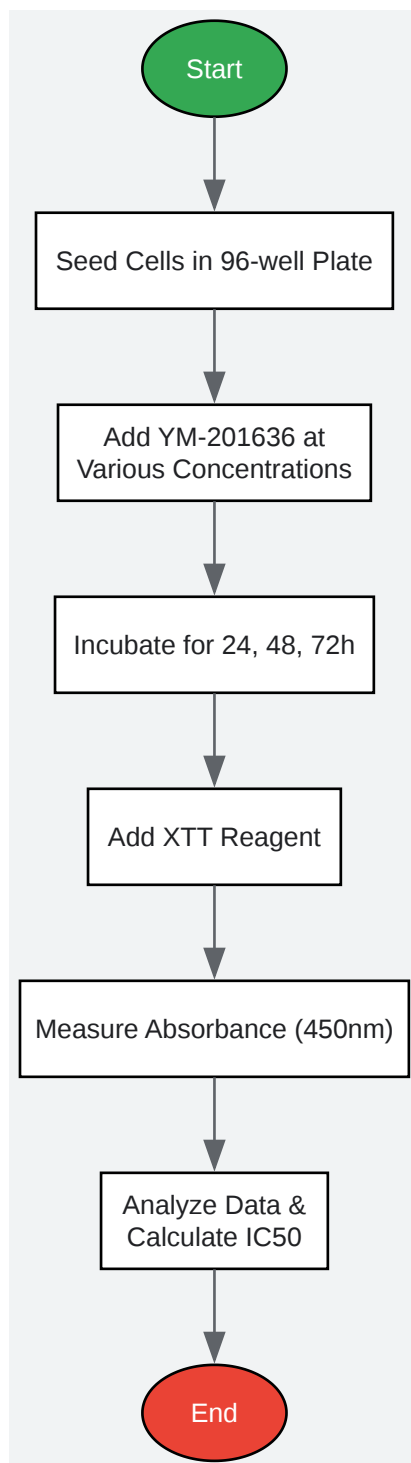 Start
Seed Cells in 96-well Plate
Add YM-201636 at
Various Concentrations
Incubate for 24, 48, 72h
Add XTT Reagent
Measure Absorbance (450nm)
Analyze Data &
Calculate IC50
End